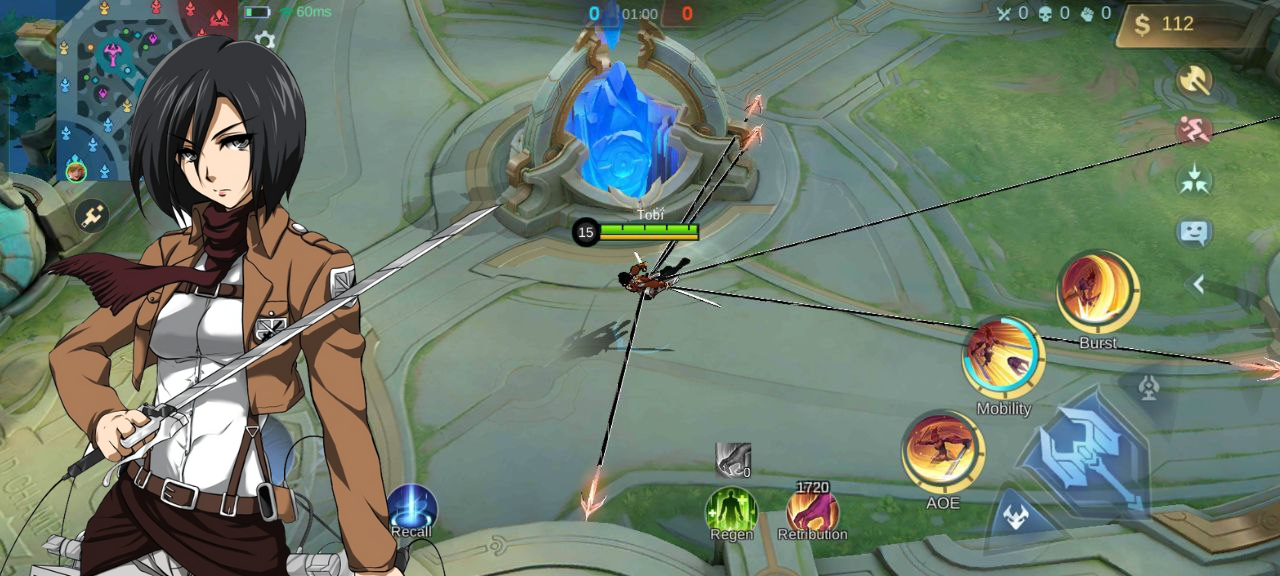 60ms
0 01:00 0
0 0 0
$ 112
Tobi
15
Burst
Mobility
AOE
0
1720
Recall
Regen
Retribution